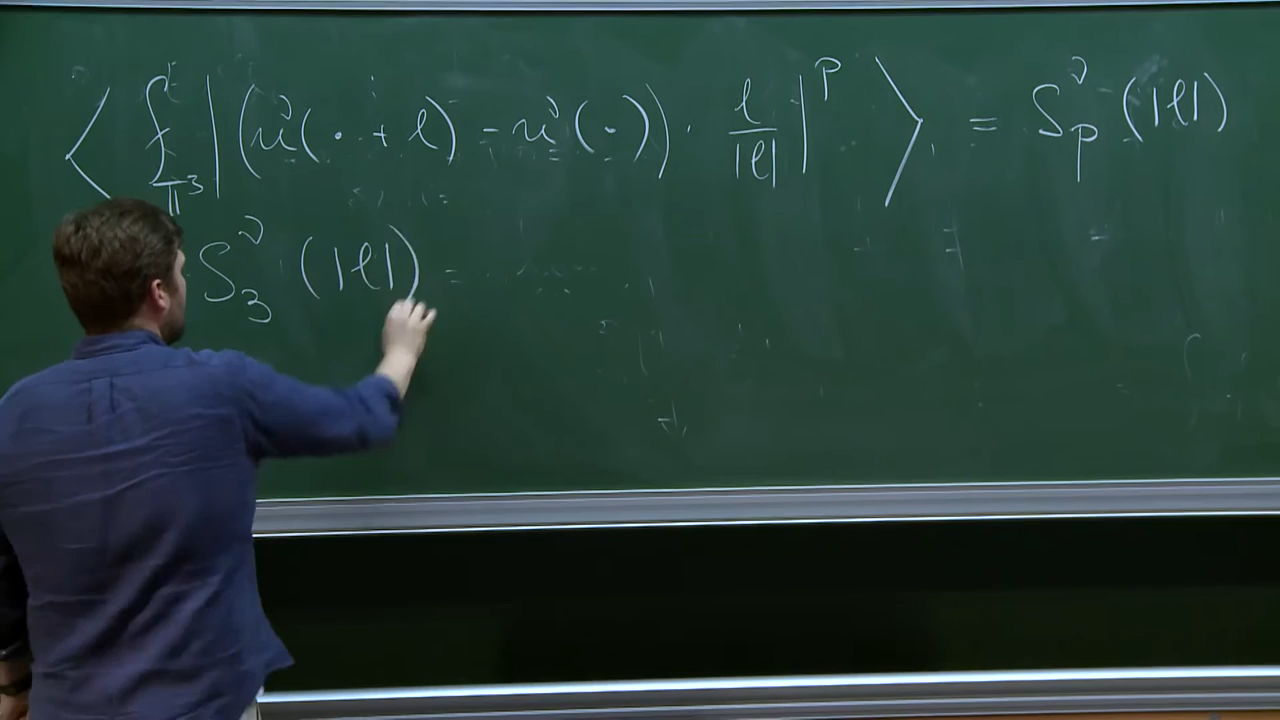 ⟨ ⨍_{𝕋³} | (u^ν(· + ℓ) − u^ν(·)) · ℓ/|ℓ| |^p ⟩ = S_p^ν (|ℓ|)
S_3^ν (|ℓ|)